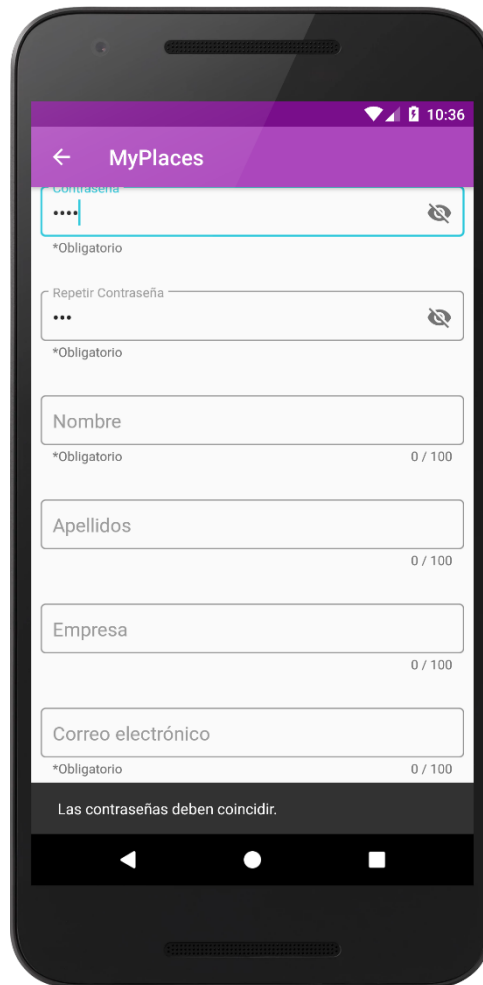 10:36
MyPlaces
Contraseña
••••
*Obligatorio
Repetir Contraseña
•••
*Obligatorio
Nombre
*Obligatorio 0 / 100
Apellidos
0 / 100
Empresa
0 / 100
Correo electrónico
*Obligatorio 0 / 100
Las contraseñas deben coincidir.